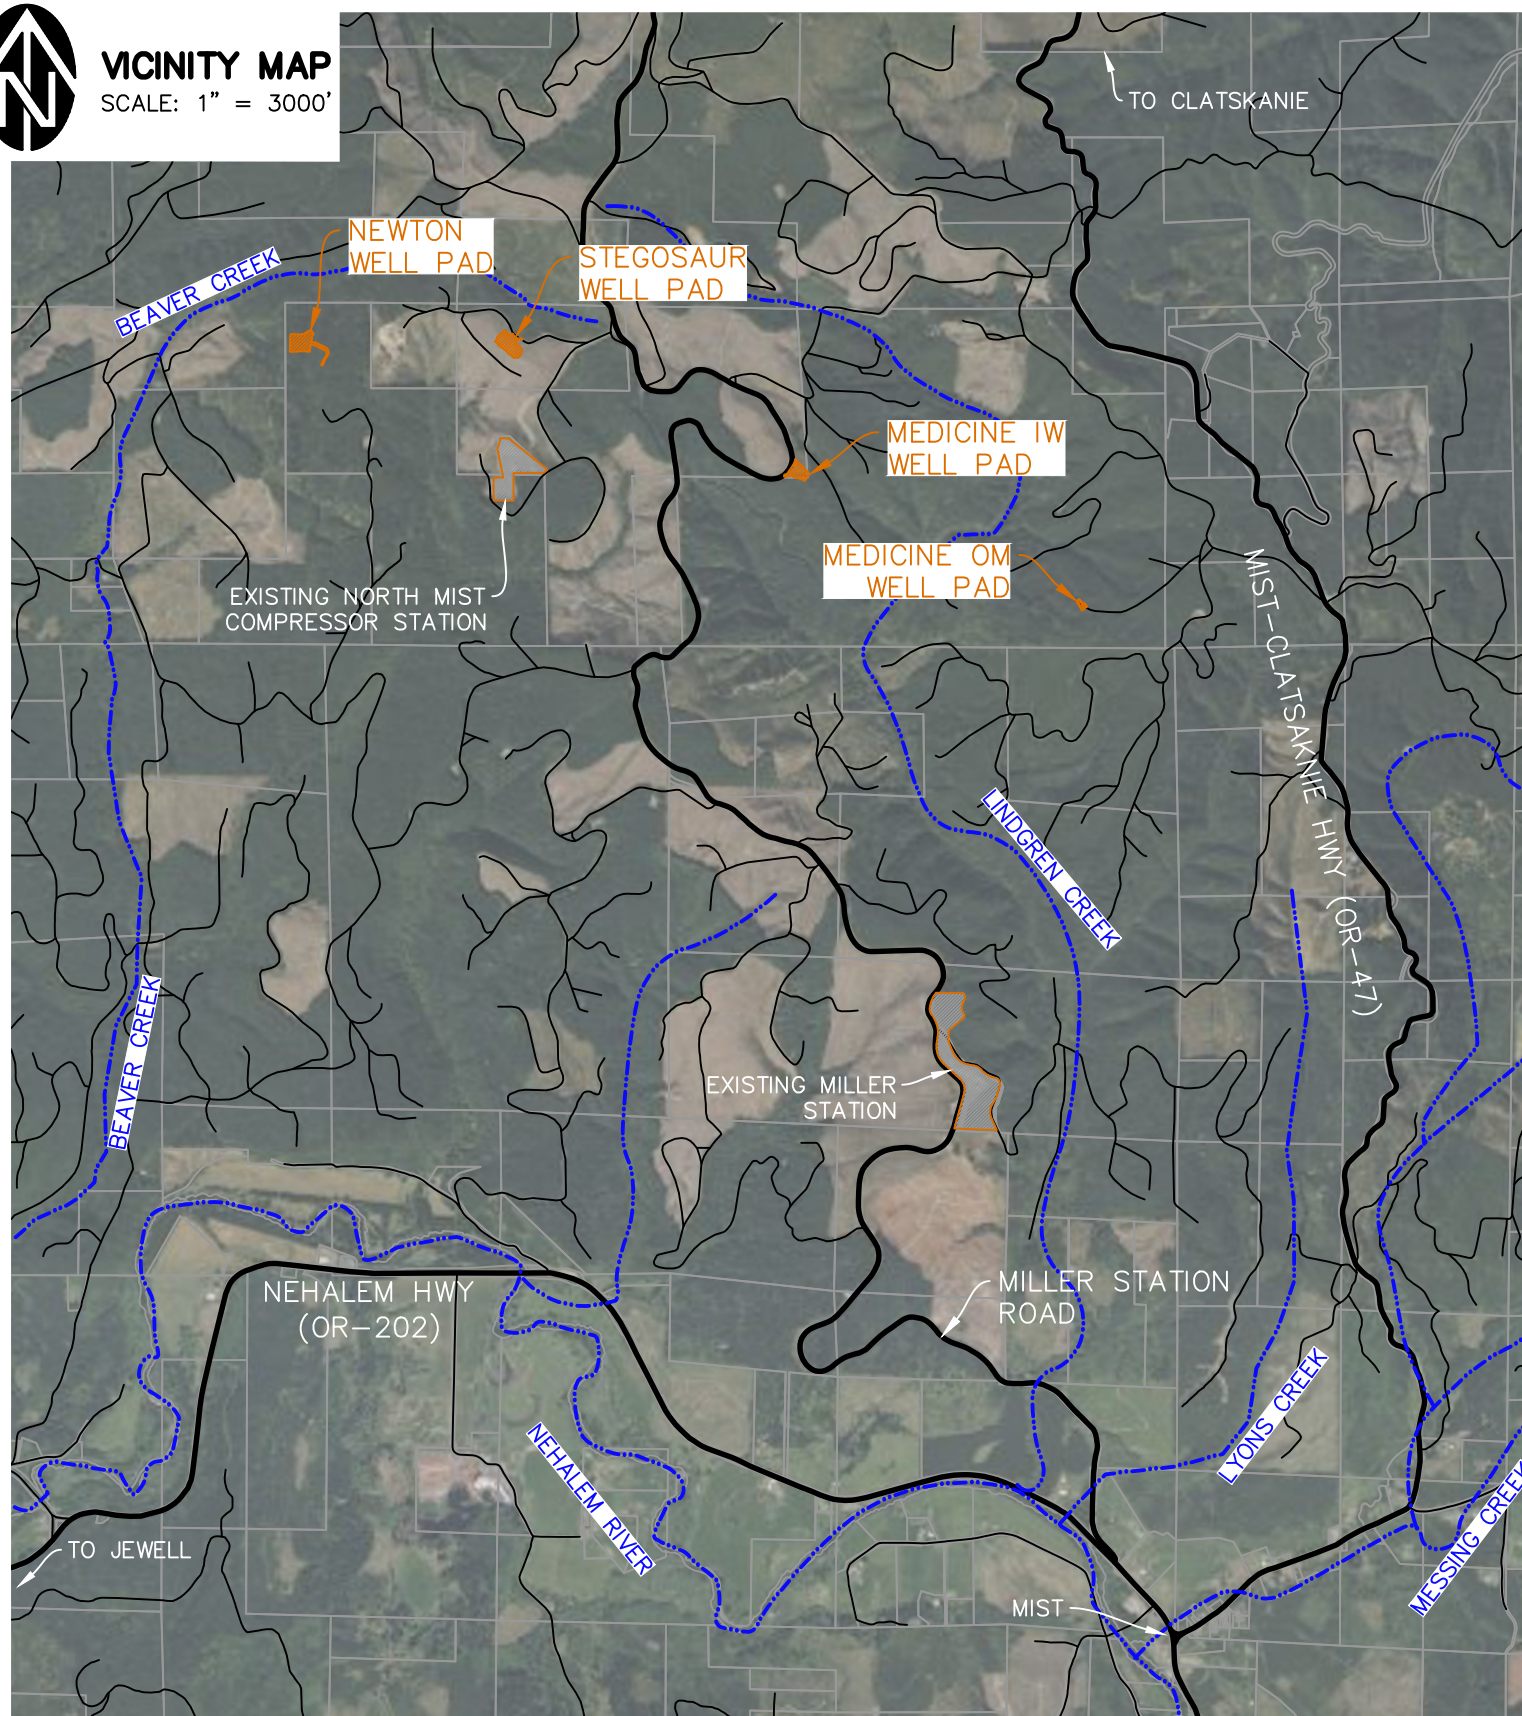 N
VICINITY MAP
SCALE: 1" = 3000'
TO CLATSKANIE
NEWTON
WELL PAD
STEGOSAUR
WELL PAD
BEAVER CREEK
MEDICINE IW
WELL PAD
MEDICINE OM
WELL PAD
EXISTING NORTH MIST
COMPRESSOR STATION
MIST-CLATSAKNIE HWY (OR-47)
LINDGREN CREEK
BEAVER CREEK
EXISTING MILLER
STATION
NEHALEM HWY
(OR-202)
MILLER STATION
ROAD
LYONS CREEK
NEHALEM RIVER
MESSING CREEK
TO JEWELL
MIST